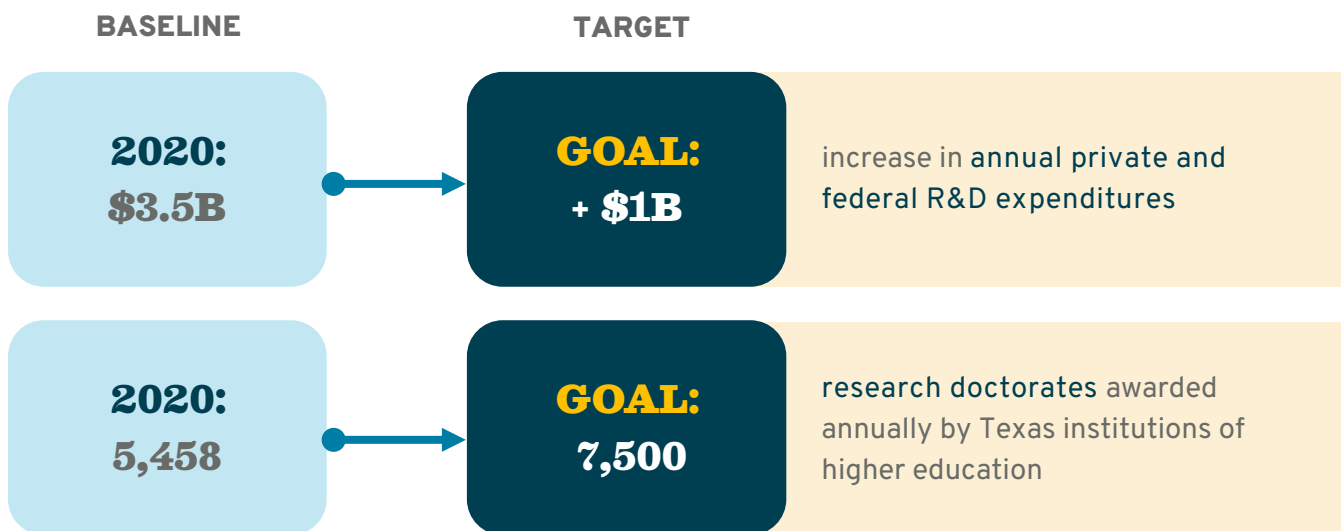 BASELINE
TARGET
2020:
$3.5B
GOAL:
+ $1B
increase in annual private and
federal R&D expenditures
2020:
5,458
GOAL:
7,500
research doctorates awarded
annually by Texas institutions of
higher education